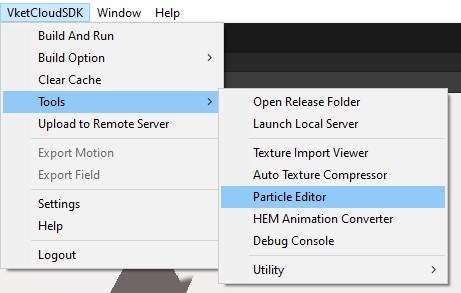 VketCloudSDK Window Help
Build And Run
Build Option
Clear Cache
Tools
Upload to Remote Server
Export Motion
Export Field
Settings
Help
Logout
Open Release Folder
Launch Local Server
Texture Import Viewer
Auto Texture Compressor
Particle Editor
HEM Animation Converter
Debug Console
Utility